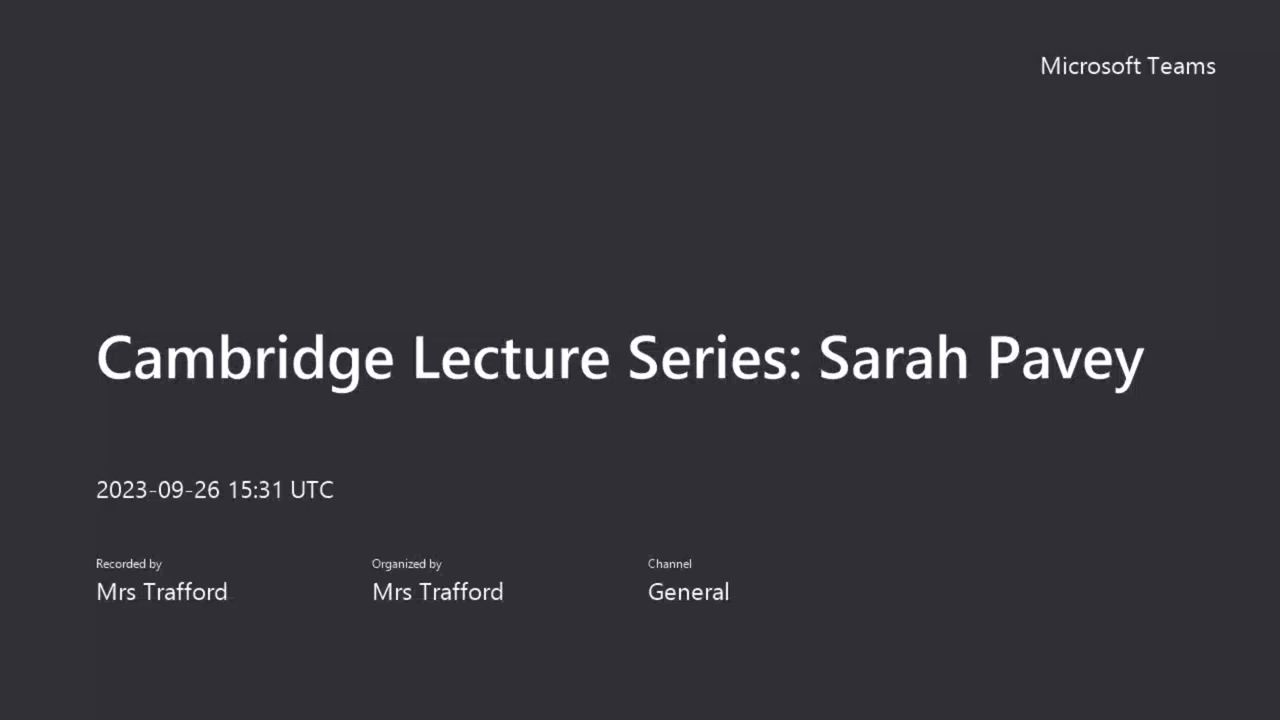 Microsoft Teams
Cambridge Lecture Series: Sarah Pavey
2023-09-26 15:31 UTC
Recorded by
Mrs Trafford
Organized by
Mrs Trafford
Channel
General